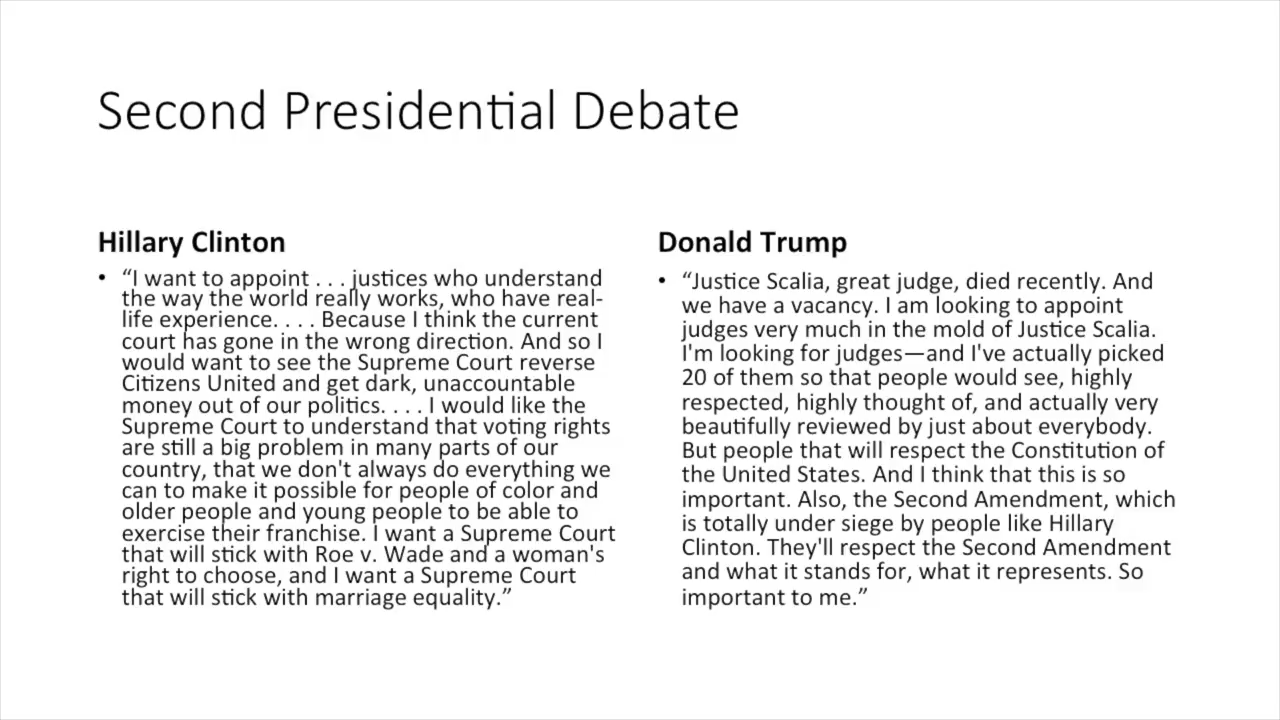 Second Presidential Debate
Hillary Clinton
• “I want to appoint . . . justices who understand
the way the world really works, who have real-
life experience. . . . Because I think the current
court has gone in the wrong direction. And so I
would want to see the Supreme Court reverse
Citizens United and get dark, unaccountable
money out of our politics. . . . I would like the
Supreme Court to understand that voting rights
are still a big problem in many parts of our
country, that we don't always do everything we
can to make it possible for people of color and
older people and young people to be able to
exercise their franchise. I want a Supreme Court
that will stick with Roe v. Wade and a woman's
right to choose, and I want a Supreme Court
that will stick with marriage equality.”
Donald Trump
• “Justice Scalia, great judge, died recently. And
we have a vacancy. I am looking to appoint
judges very much in the mold of Justice Scalia.
I'm looking for judges—and I've actually picked
20 of them so that people would see, highly
respected, highly thought of, and actually very
beautifully reviewed by just about everybody.
But people that will respect the Constitution of
the United States. And I think that this is so
important. Also, the Second Amendment, which
is totally under siege by people like Hillary
Clinton. They'll respect the Second Amendment
and what it stands for, what it represents. So
important to me.”